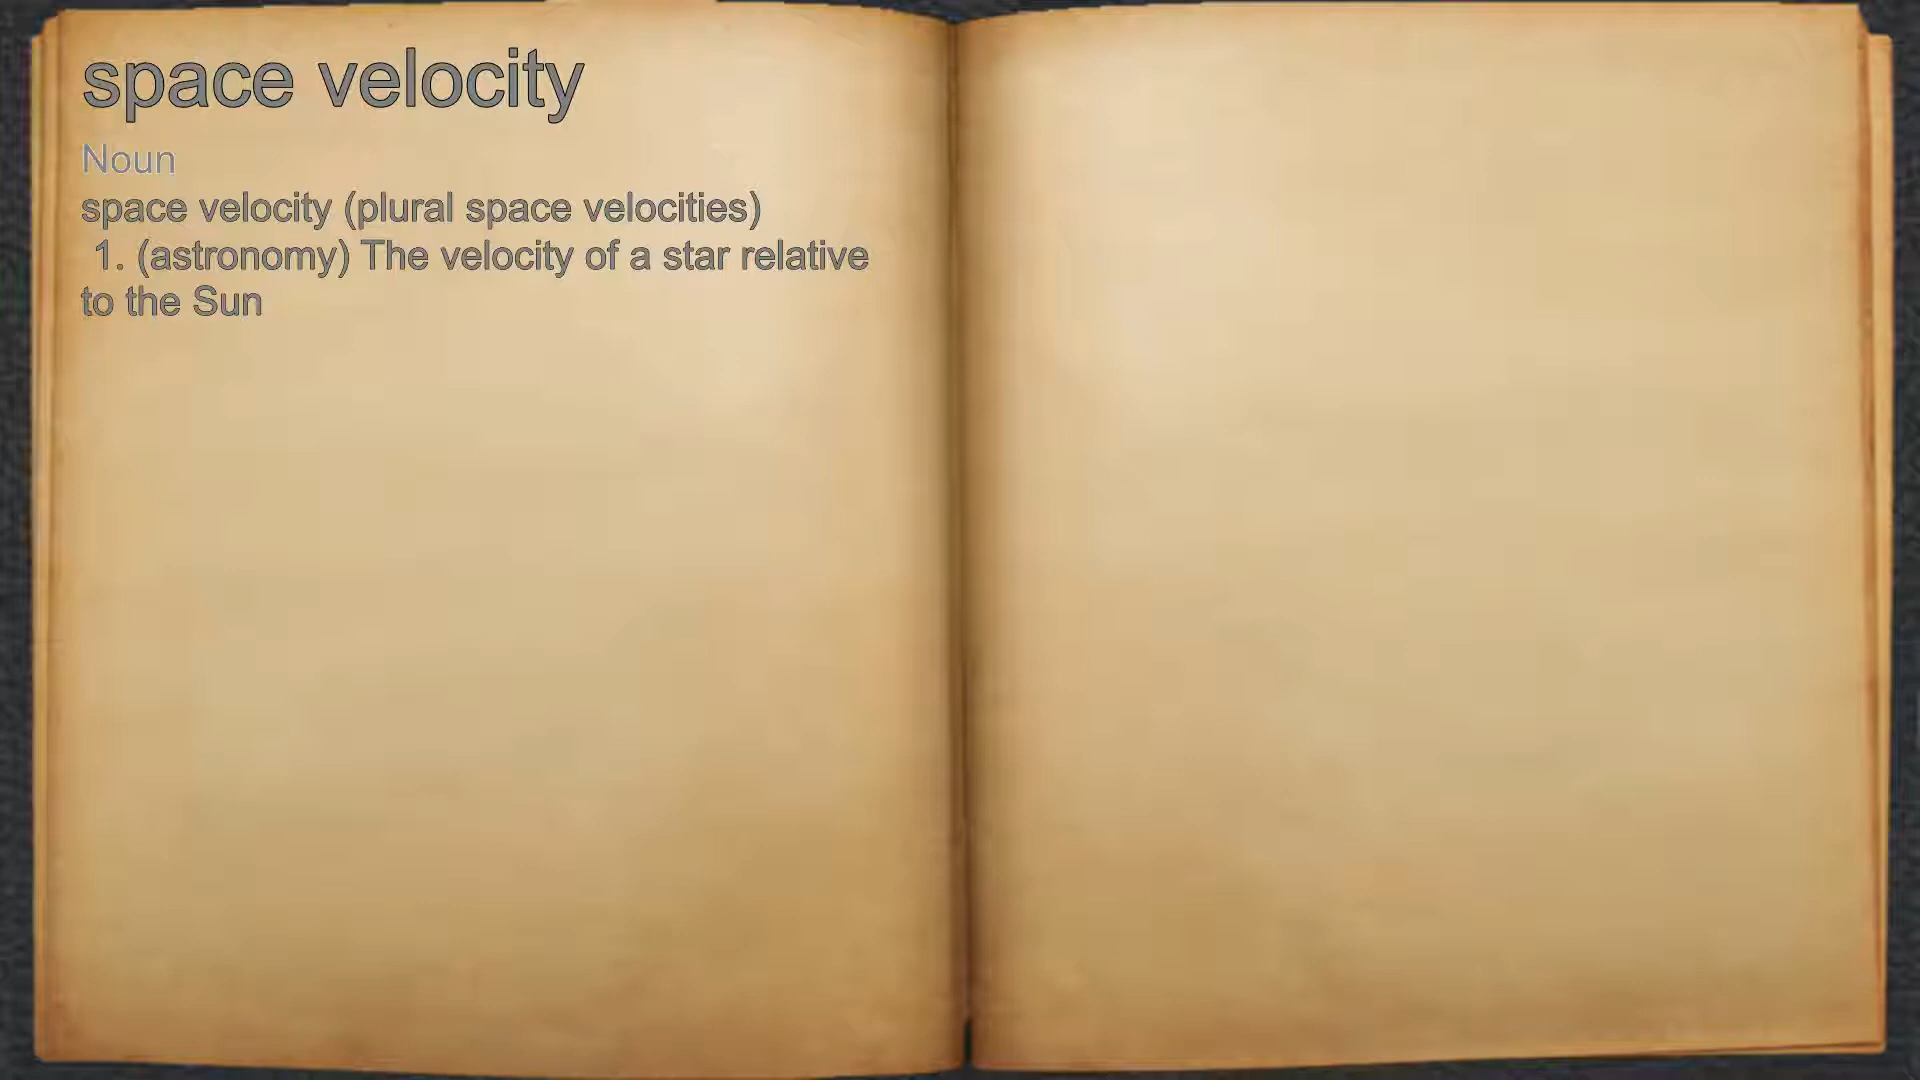 space velocity
Noun
space velocity (plural space velocities)
1. (astronomy) The velocity of a star relative
to the Sun